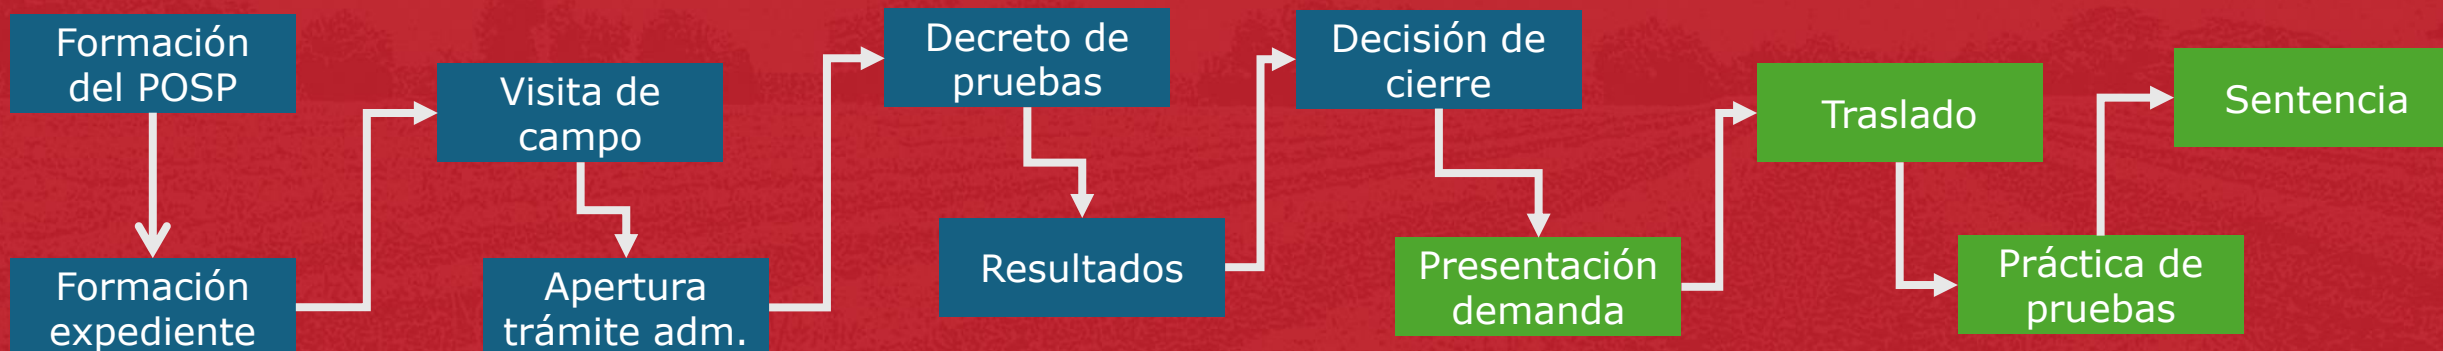 Formación
del POSP
Formación
expediente
Visita de
campo
Apertura
trámite adm.
Decreto de
pruebas
Resultados
Decisión de
cierre
Presentación
demanda
Traslado
Práctica de
pruebas
Sentencia